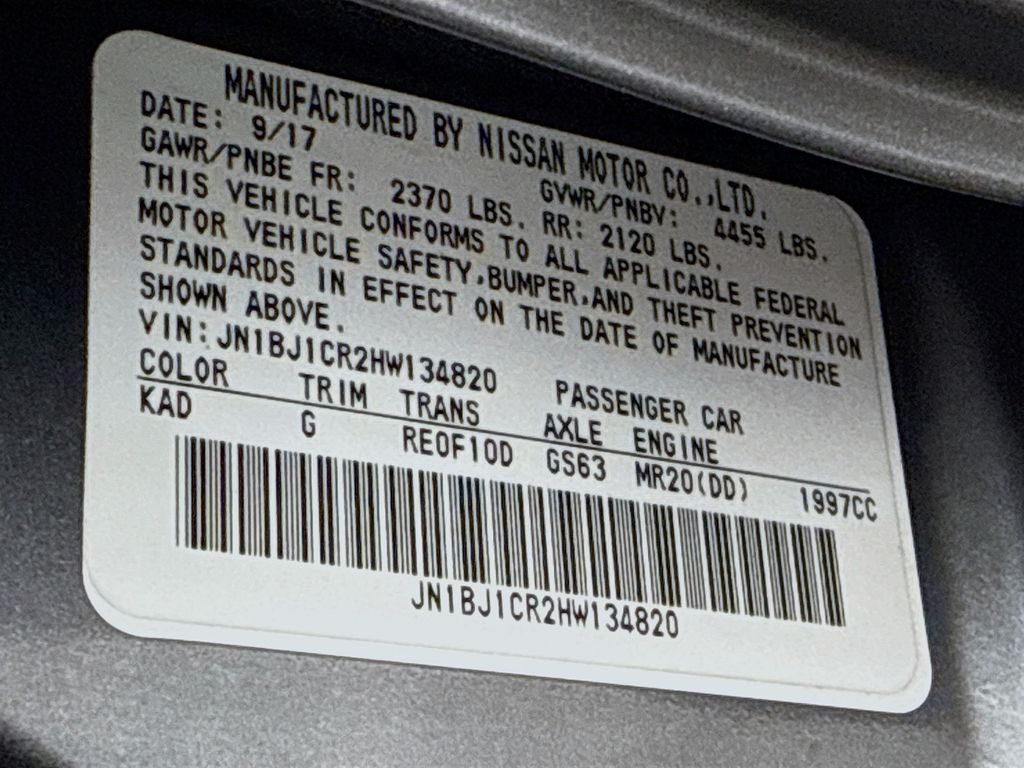 MANUFACTURED BY NISSAN MOTOR CO.,LTD.
DATE: 9/17 GVWR/PNBV: 4455 LBS.
GAWR/PNBE FR: 2370 LBS. RR: 2120 LBS.
THIS VEHICLE CONFORMS TO ALL APPLICABLE FEDERAL
MOTOR VEHICLE SAFETY,BUMPER,AND THEFT PREVENTION
STANDARDS IN EFFECT ON THE DATE OF MANUFACTURE
SHOWN ABOVE.
VIN:JN1BJ1CR2HW134820 PASSENGER CAR
COLOR TRIM TRANS AXLE ENGINE
KAD G RE0F10D GS63 MR20(DD) 1997CC
JN1BJ1CR2HW134820